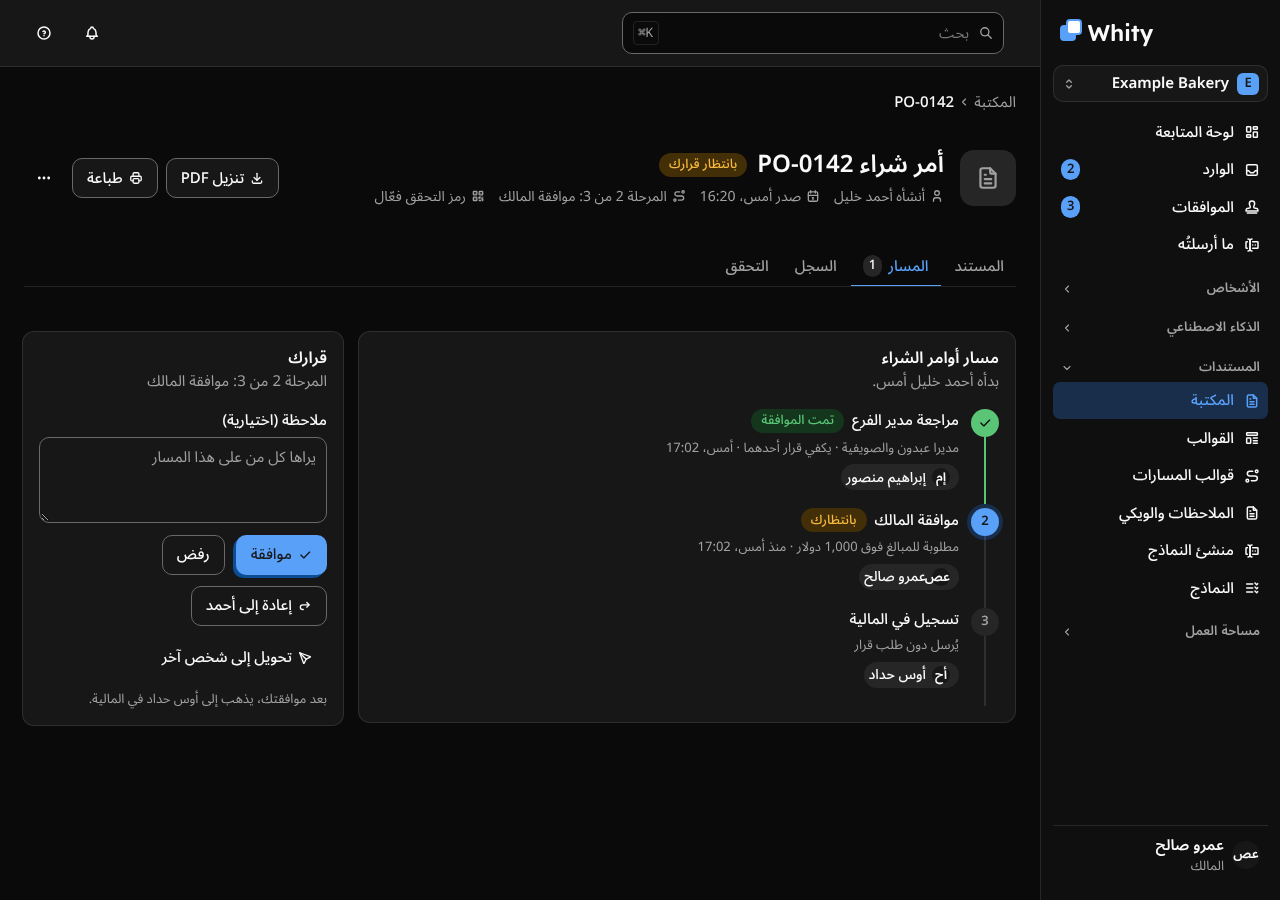 Whity
E Example Bakery
لوحة المتابعة
الوارد 2
الموافقات 3
ما أرسلتُه
الأشخاص
الذكاء الاصطناعي
المستندات
المكتبة
القوالب
قوالب المسارات
الملاحظات والويكي
منشئ النماذج
النماذج
مساحة العمل
عص عمرو صالح
المالك
بحث ⌘K
المكتبة › PO-0142
أمر شراء PO-0142 بانتظار قرارك
أنشأه أحمد خليل صدر أمس، 16:20 المرحلة 2 من 3: موافقة المالك رمز التحقق فعّال
تنزيل PDF طباعة
المستند المسار 1 السجل التحقق
مسار أوامر الشراء
بدأه أحمد خليل أمس.
مراجعة مدير الفرع تمت الموافقة
مديرا عبدون والصويفية · يكفي قرار أحدهما · أمس، 17:02
إم إبراهيم منصور
2 موافقة المالك بانتظارك
مطلوبة للمبالغ فوق 1,000 دولار · منذ أمس، 17:02
عص عمرو صالح
3 تسجيل في المالية
يُرسل دون طلب قرار
أح أوس حداد
قرارك
المرحلة 2 من 3: موافقة المالك
ملاحظة (اختيارية)
يراها كل من على هذا المسار
موافقة رفض
إعادة إلى أحمد
تحويل إلى شخص آخر
بعد موافقتك، يذهب إلى أوس حداد في المالية.